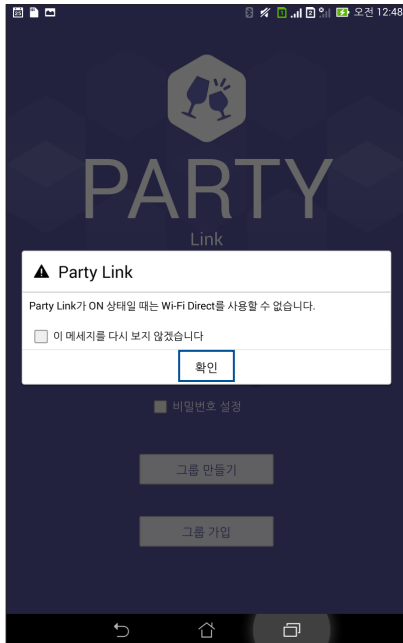 오전 12:48
PARTY
Link
Party Link
Party Link가 ON 상태일 때는 Wi-Fi Direct를 사용할 수 없습니다.
이 메세지를 다시 보지 않겠습니다
확인
비밀번호 설정
그룹 만들기
그룹 가입